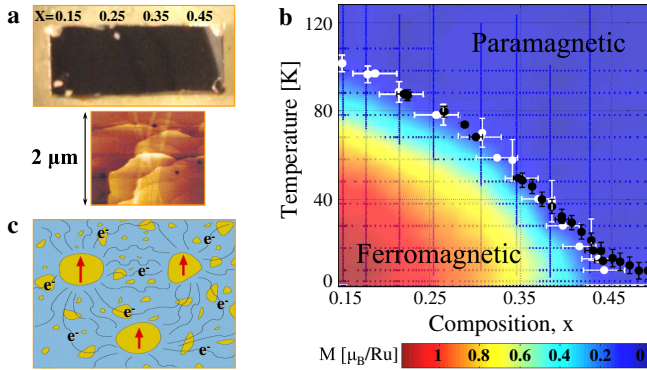 a
X=0.15 0.25 0.35 0.45
2 μm
c
e-
e-
e-
e-
e-
e-
e-
e-
b
Temperature [K]
120
80
40
0
Paramagnetic
Ferromagnetic
0.15 0.25 0.35 0.45
Composition, x
M [μB/Ru]
1 0.8 0.6 0.4 0.2 0